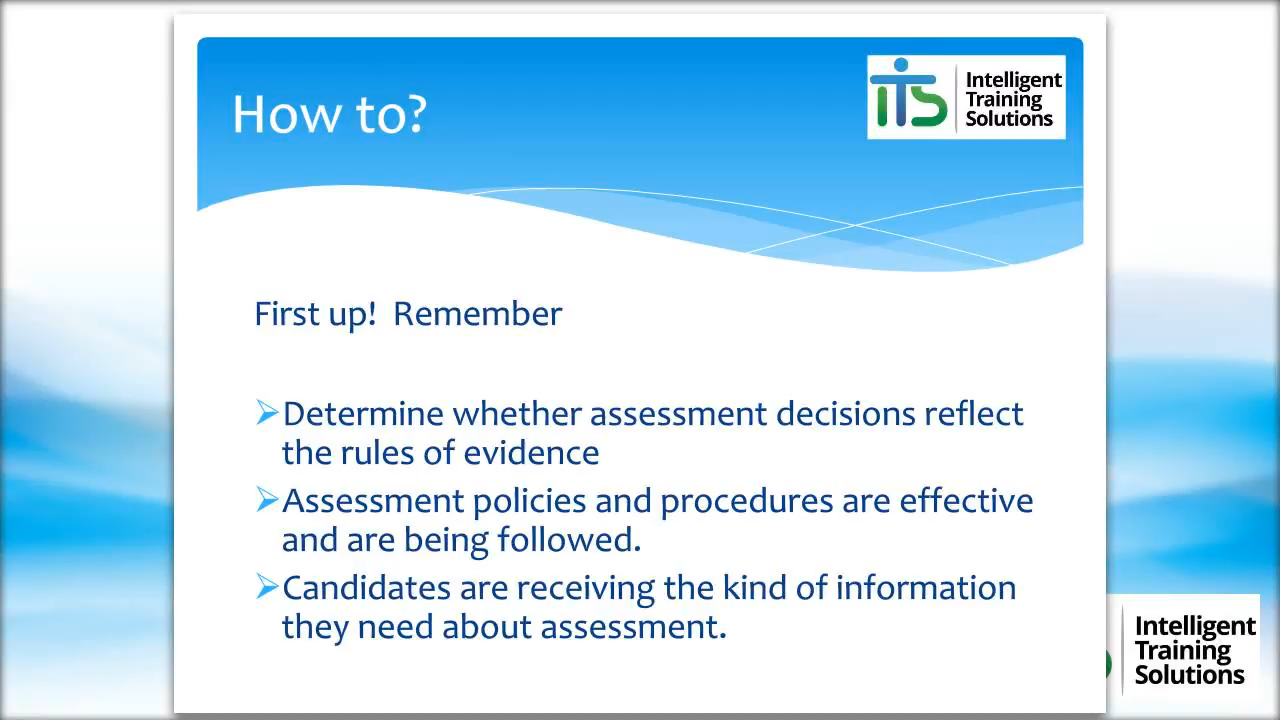 How to?
iTS
Intelligent
Training
Solutions
First up!  Remember
➢Determine whether assessment decisions reflect
the rules of evidence
➢Assessment policies and procedures are effective
and are being followed.
➢Candidates are receiving the kind of information
they need about assessment.
Intelligent
Training
Solutions